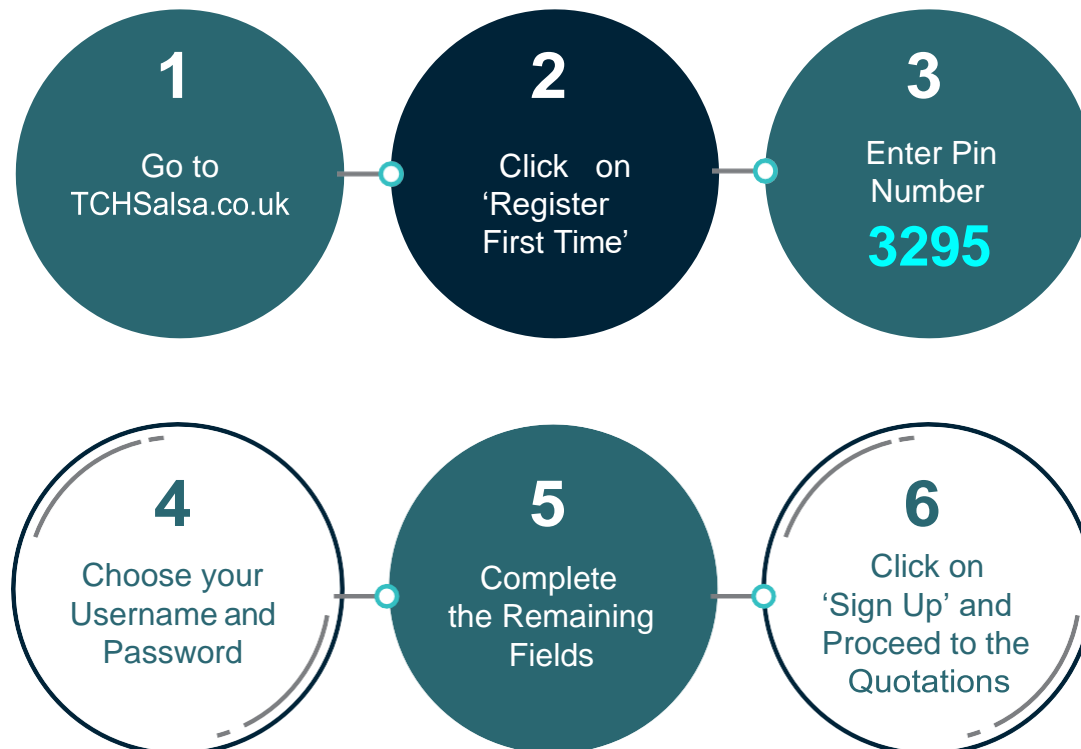 1
Go to
TCHSalsa.co.uk
2
Click on
‘Register
First Time’
3
Enter Pin
Number
3295
4
Choose your
Username and
Password
5
Complete
the Remaining
Fields
6
Click on
‘Sign Up’ and
Proceed to the
Quotations